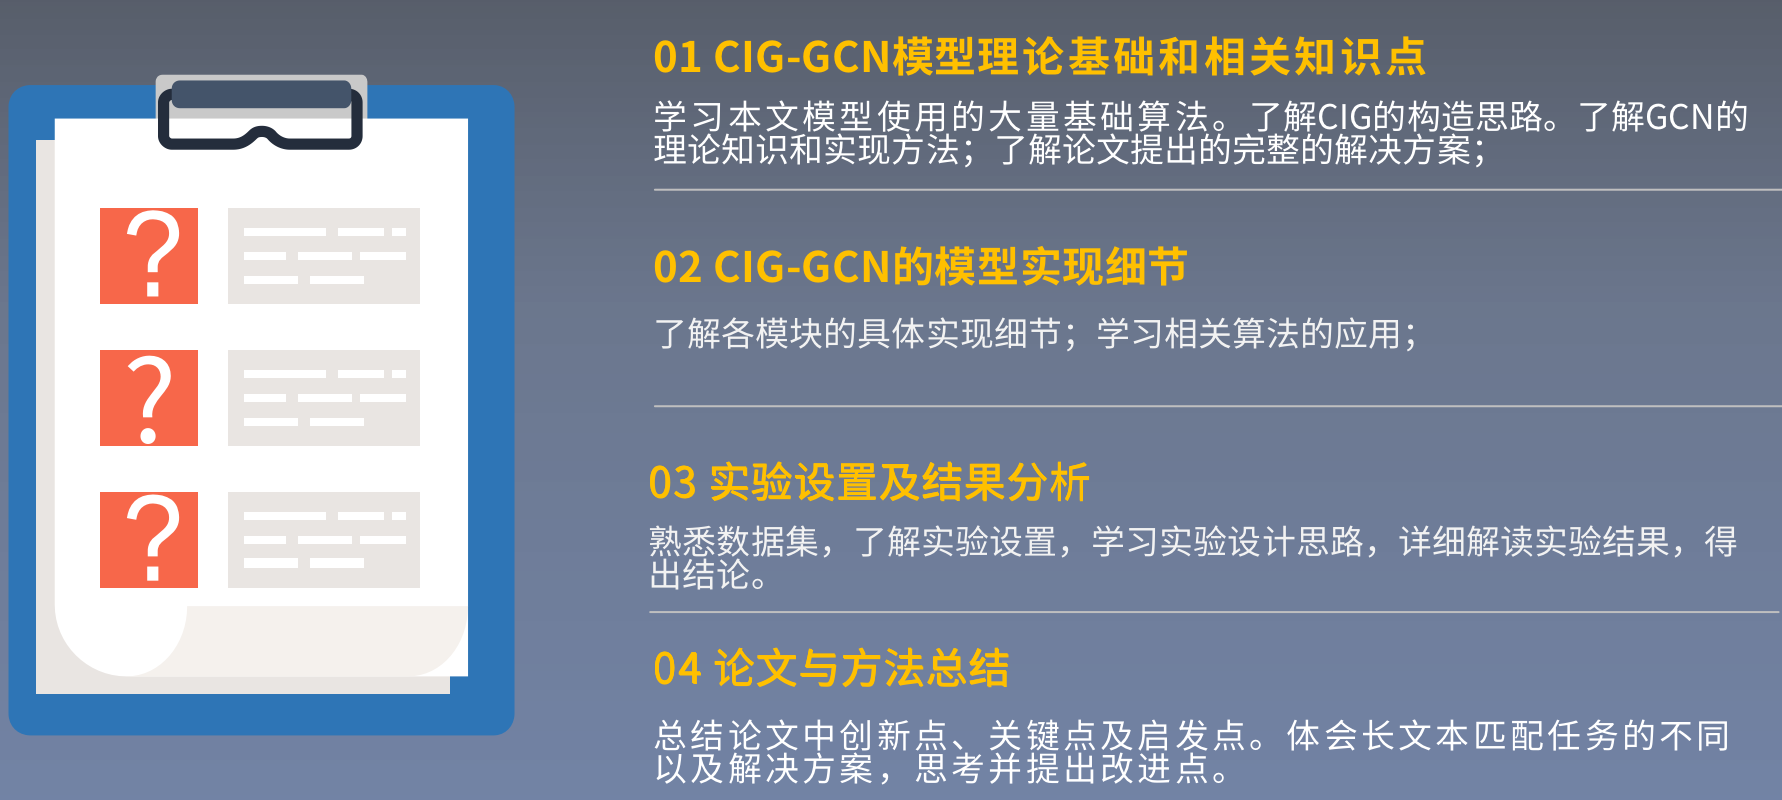 01 CIG-GCN模型理论基础和相关知识点
学习本文模型使用的大量基础算法。了解CIG的构造思路。了解GCN的
理论知识和实现方法；了解论文提出的完整的解决方案；
02 CIG-GCN的模型实现细节
了解各模块的具体实现细节；学习相关算法的应用；
03 实验设置及结果分析
熟悉数据集，了解实验设置，学习实验设计思路，详细解读实验结果，得
出结论。
04 论文与方法总结
总结论文中创新点、关键点及启发点。体会长文本匹配任务的不同
以及解决方案，思考并提出改进点。
?
?
?